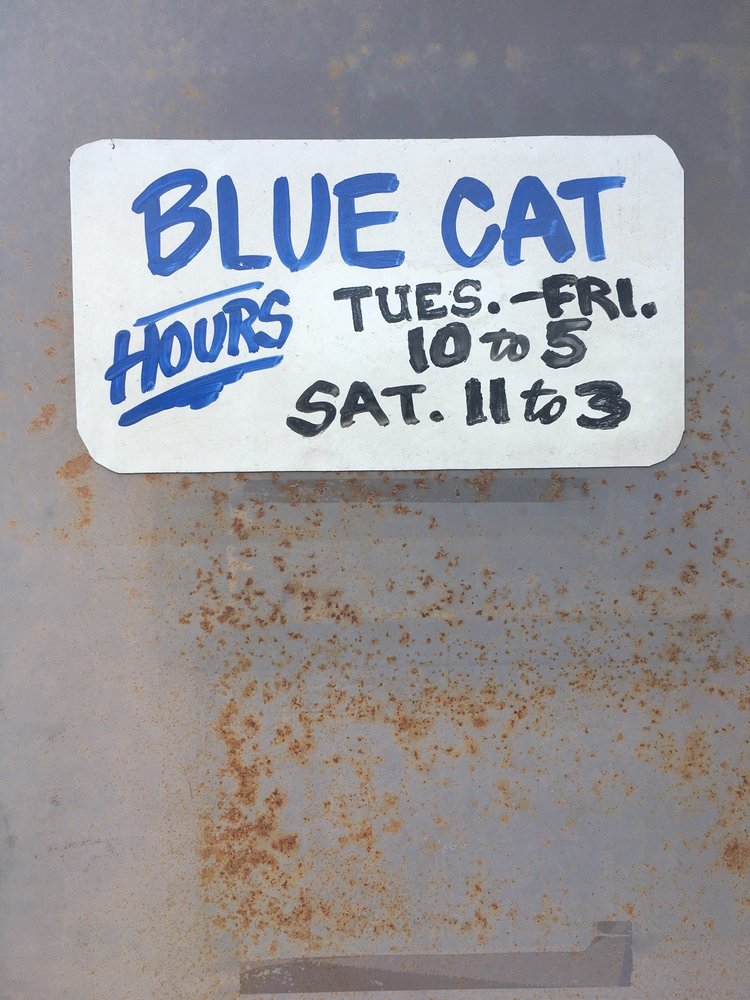 BLUE CAT
HOURS
TUES.-FRI.
10 to 5
SAT. 11 to 3